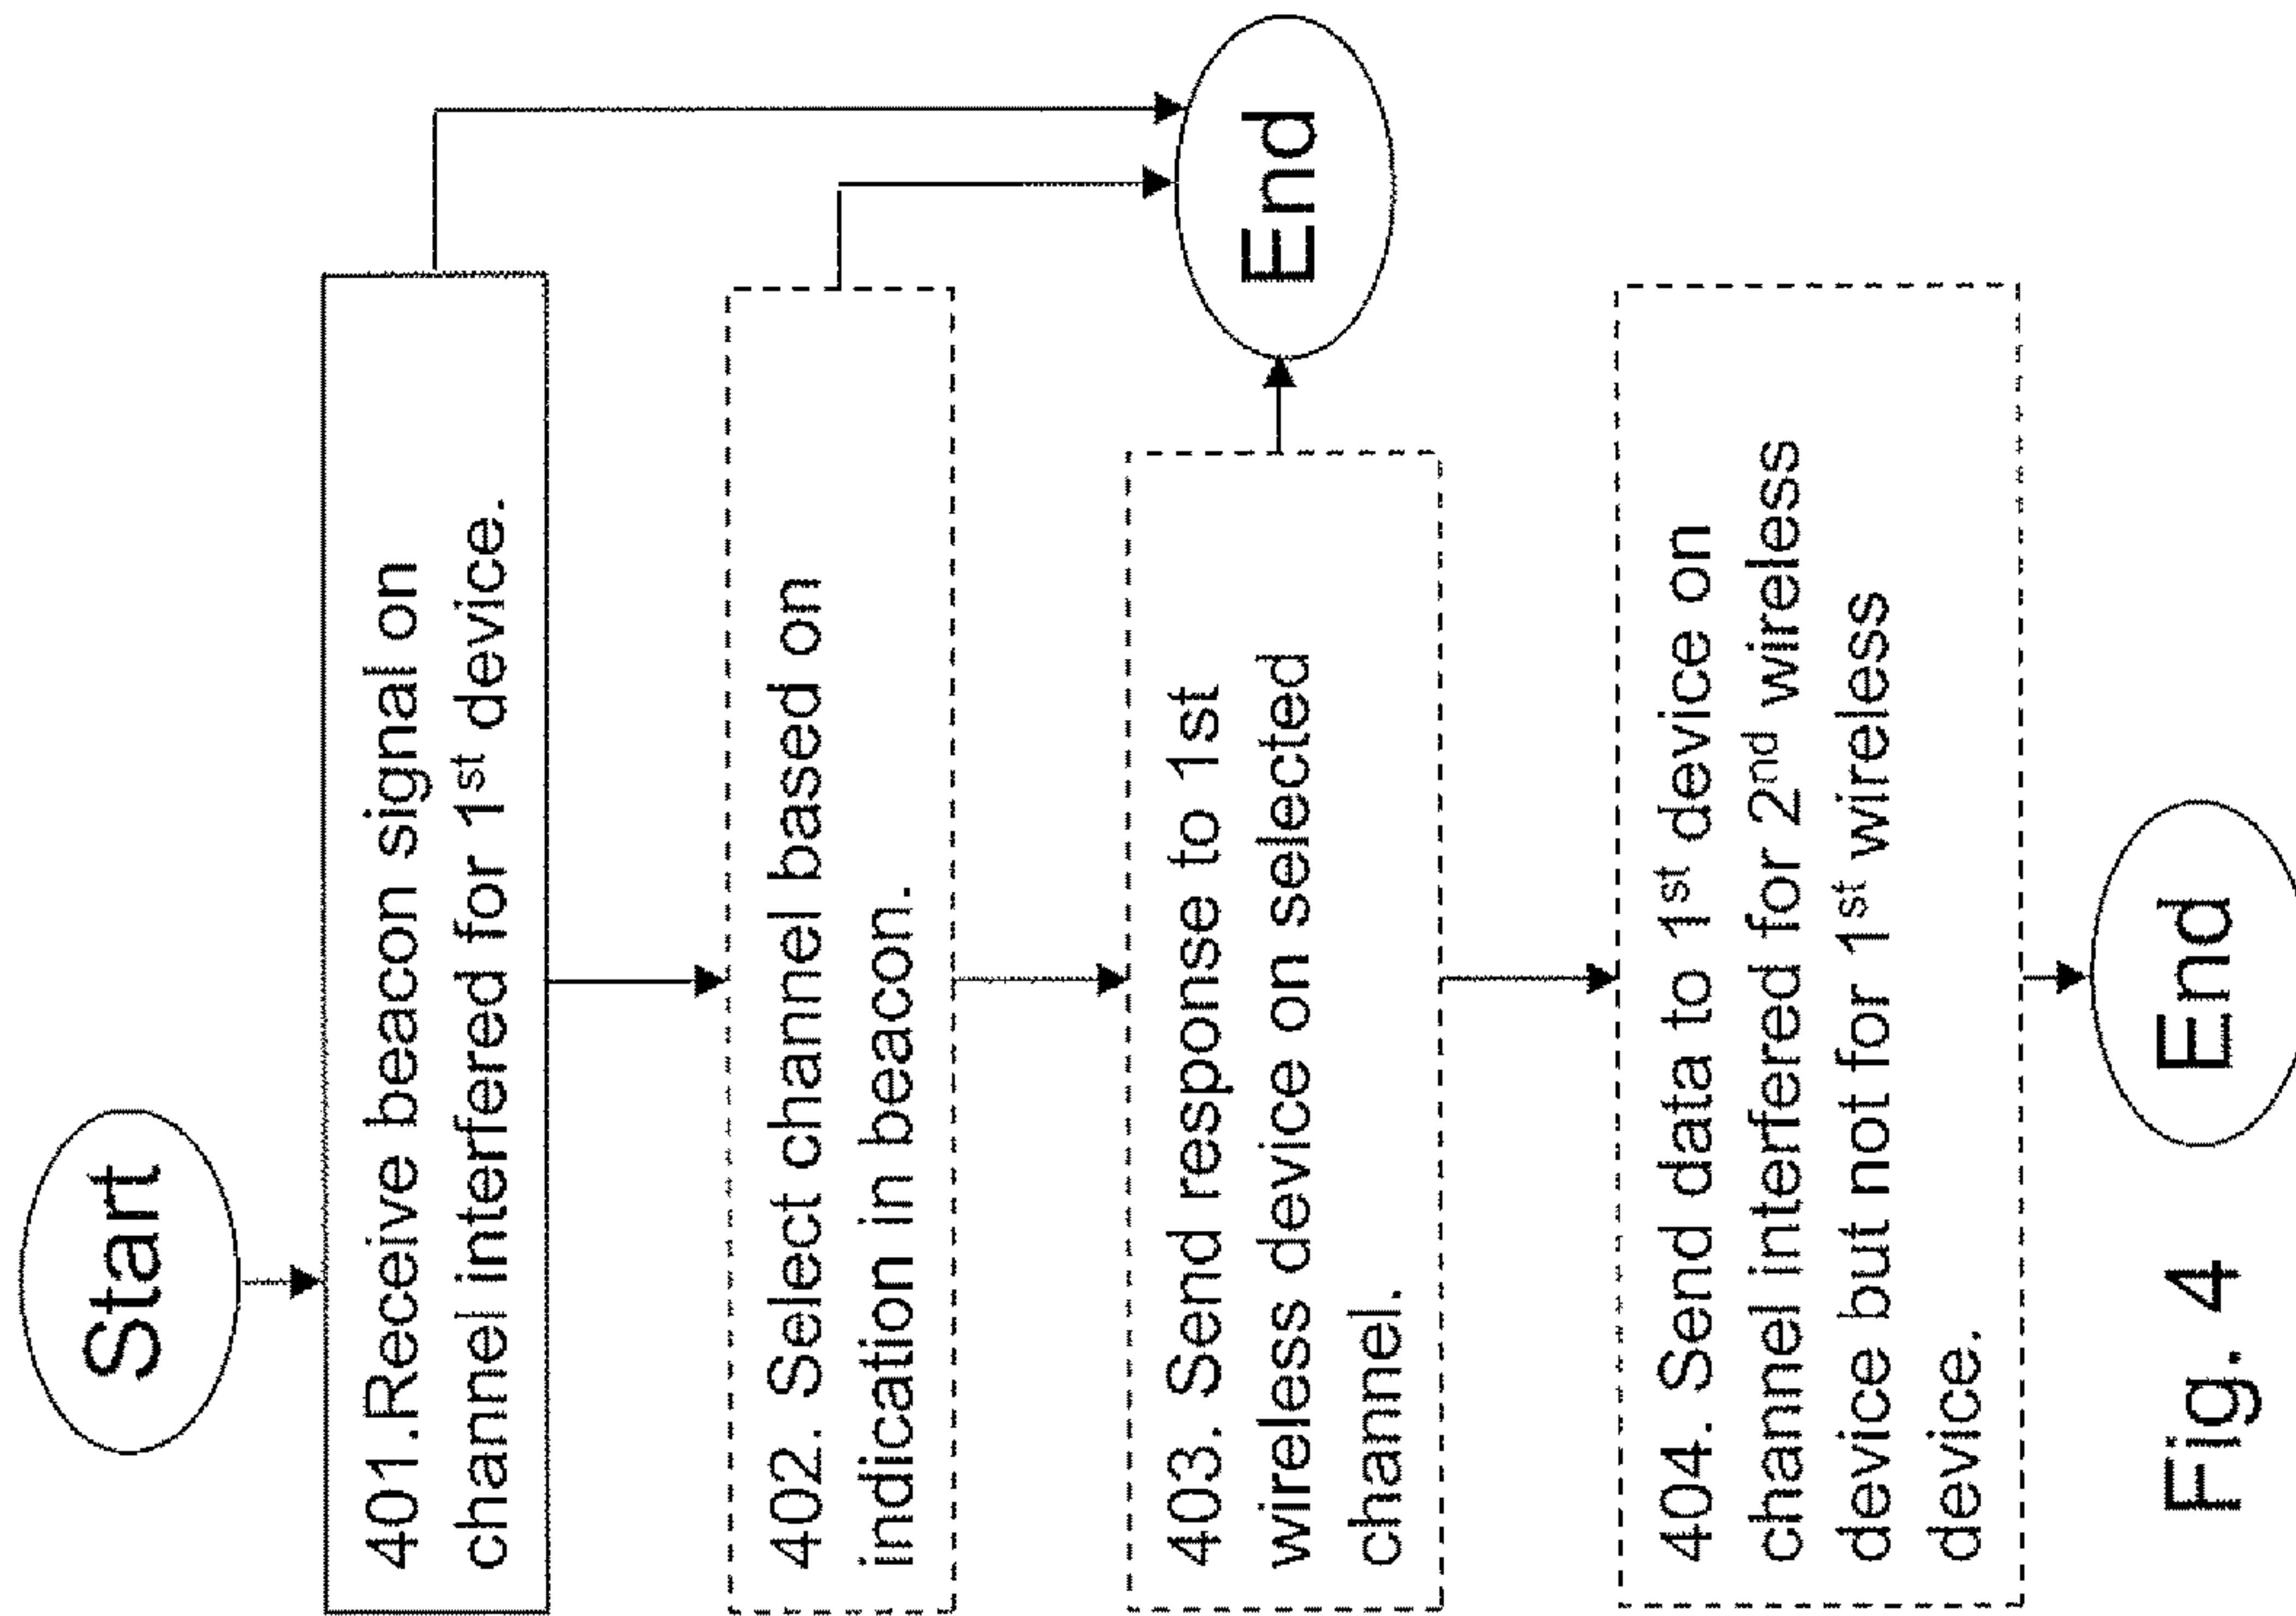 Start
401.Receive beacon signal on
channel interfered for 1st device.
402. Select channel based on
indication in beacon.
403. Send response to 1st
wireless device on selected
channel.
End
404. Send data to 1st device on
channel interfered for 2nd wireless
device but not for 1st wireless
device.
End
Fig. 4